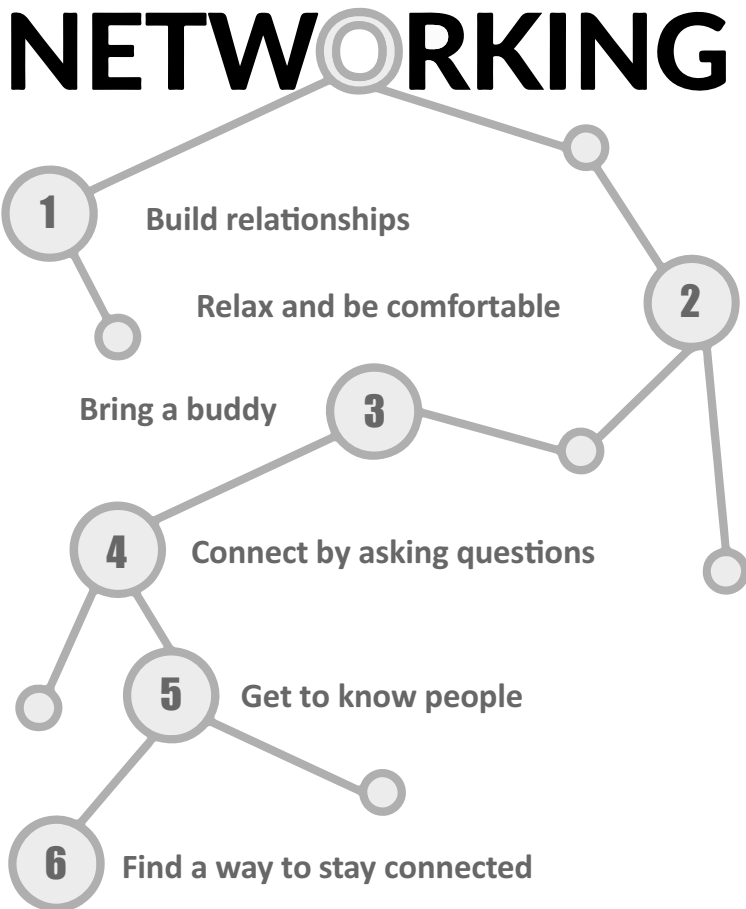 NETWORKING
1 Build relationships
Relax and be comfortable 2
Bring a buddy 3
4 Connect by asking questions
5 Get to know people
6 Find a way to stay connected